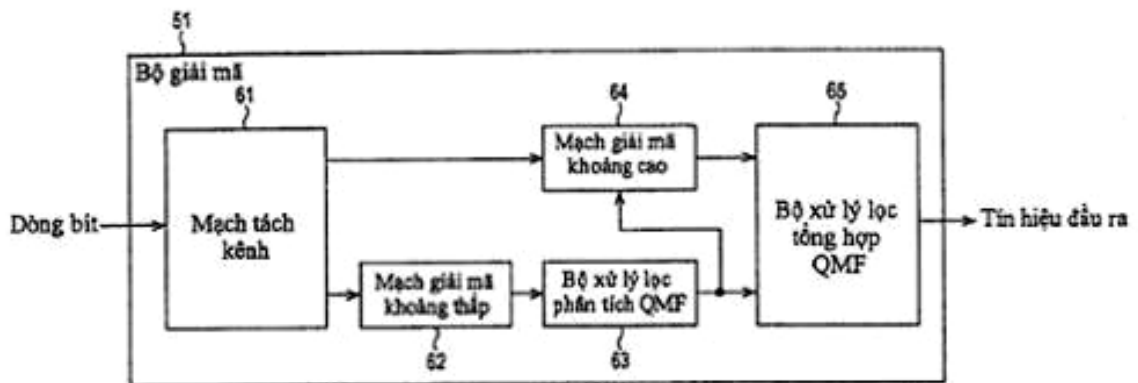 51
Bộ giải mã
61
64
65
Mạch giải mã
khoảng cao
Dòng bít
Mạch tách
kênh
Bộ xử lý lọc
tổng hợp
QMF
Tín hiệu đầu ra
Mạch giải mã
khoảng thấp
Bộ xử lý lọc
phân tích QMF
62
63